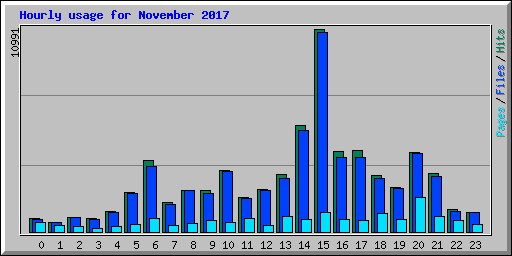 Hourly usage for November 2017
10991
Pages / Files / Hits
0 1 2 3 4 5 6 7 8 9 10 11 12 13 14 15 16 17 18 19 20 21 22 23